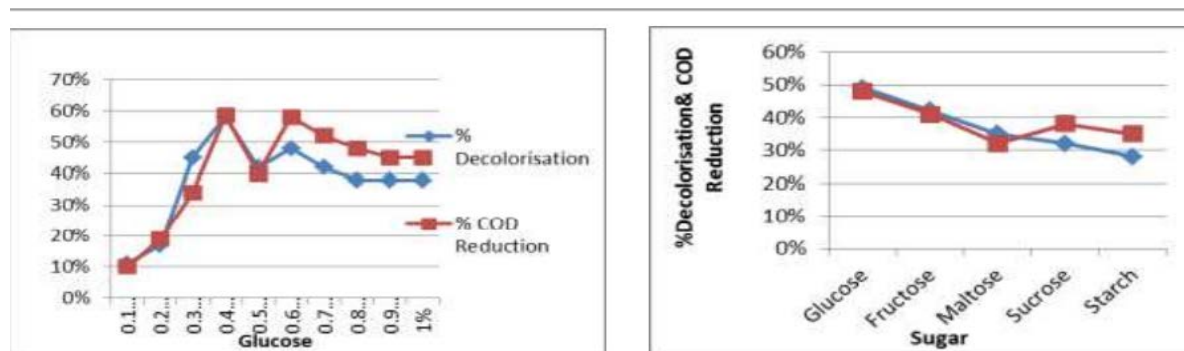 70%
60%
50%
40%
30%
20%
10%
0%
0.1...
0.2...
0.3...
0.4...
0.5...
0.6...
0.7...
0.8...
0.9...
1%
Glucose
%
Decolorisation
% COD
Reduction
%Decolorisation& COD
Reduction
60%
50%
40%
30%
20%
10%
0%
Glucose
Fructose
Maltose
Sucrose
Starch
Sugar